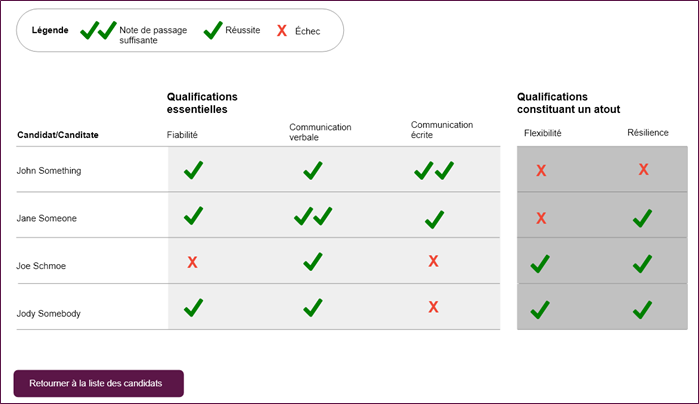 Légende
Note de passage
suffisante
Réussite
X Échec
Qualifications
essentielles
Qualifications
constituant un atout
Candidat/Canditate
Fiabilité
Communication
verbale
Communication
écrite
Flexibilité
Résilience
John Something
X X
Jane Someone
X
Joe Schmoe
X X
Jody Somebody
X
Retourner à la liste des candidats